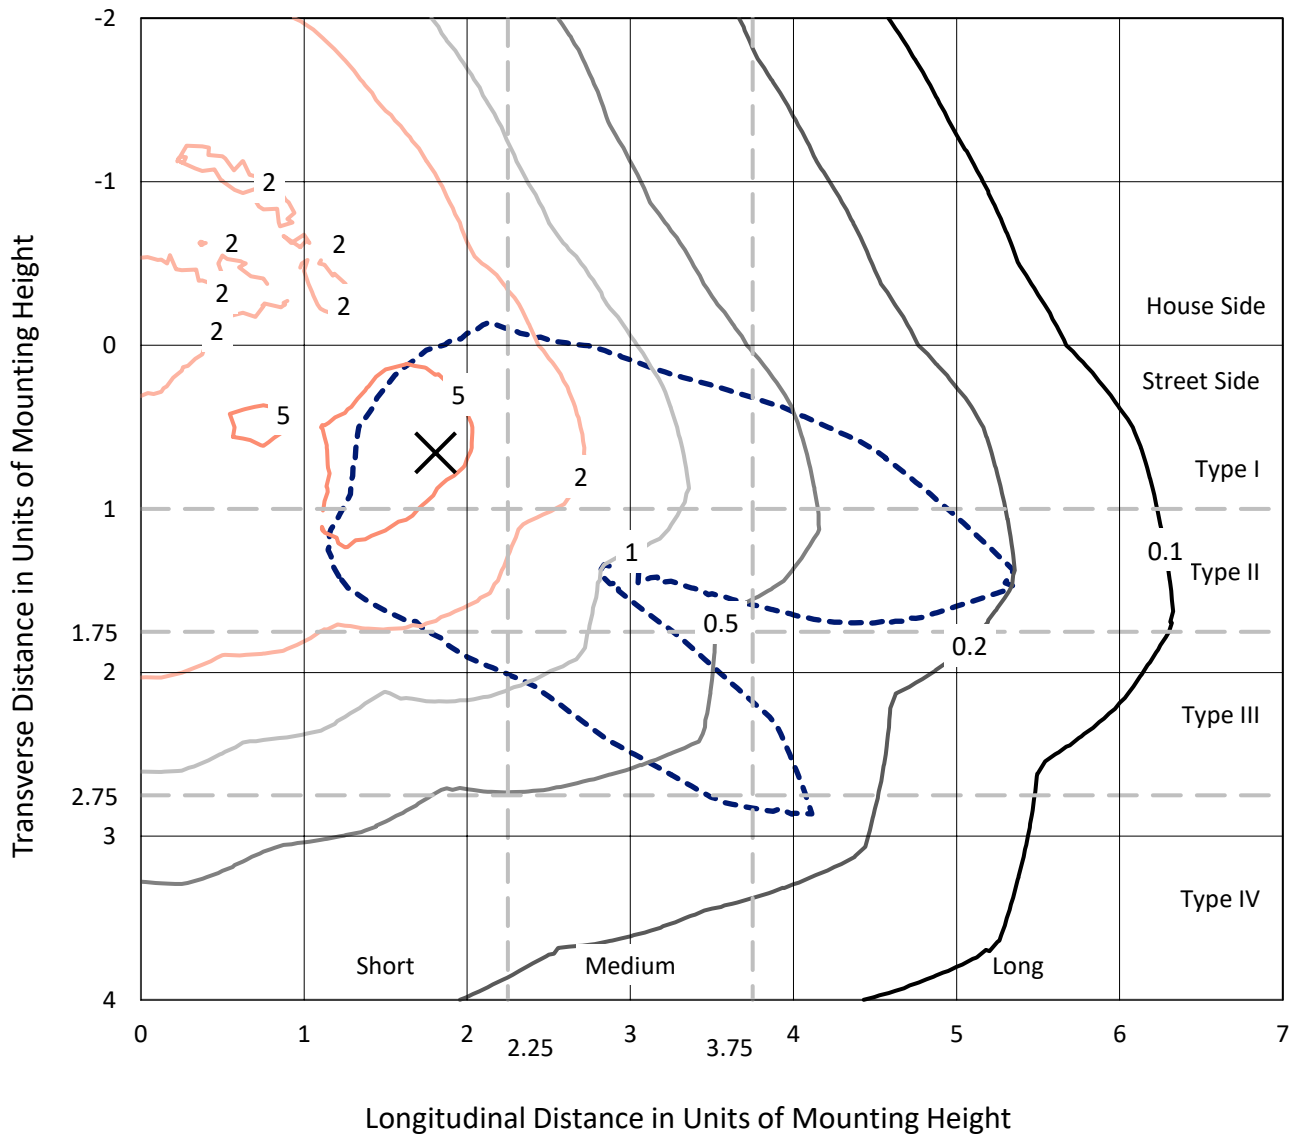 -2
-1
2
2
2
2
2
2
House Side
0
Street Side
5
5
Type I
2
1
1
0.1
Type II
0.5
1.75
0.2
2
Type III
2.75
3
Type IV
Short
Medium
Long
4
0
1
2
2.25
3
3.75
4
5
6
7
Transverse Distance in Units of Mounting Height
Longitudinal Distance in Units of Mounting Height